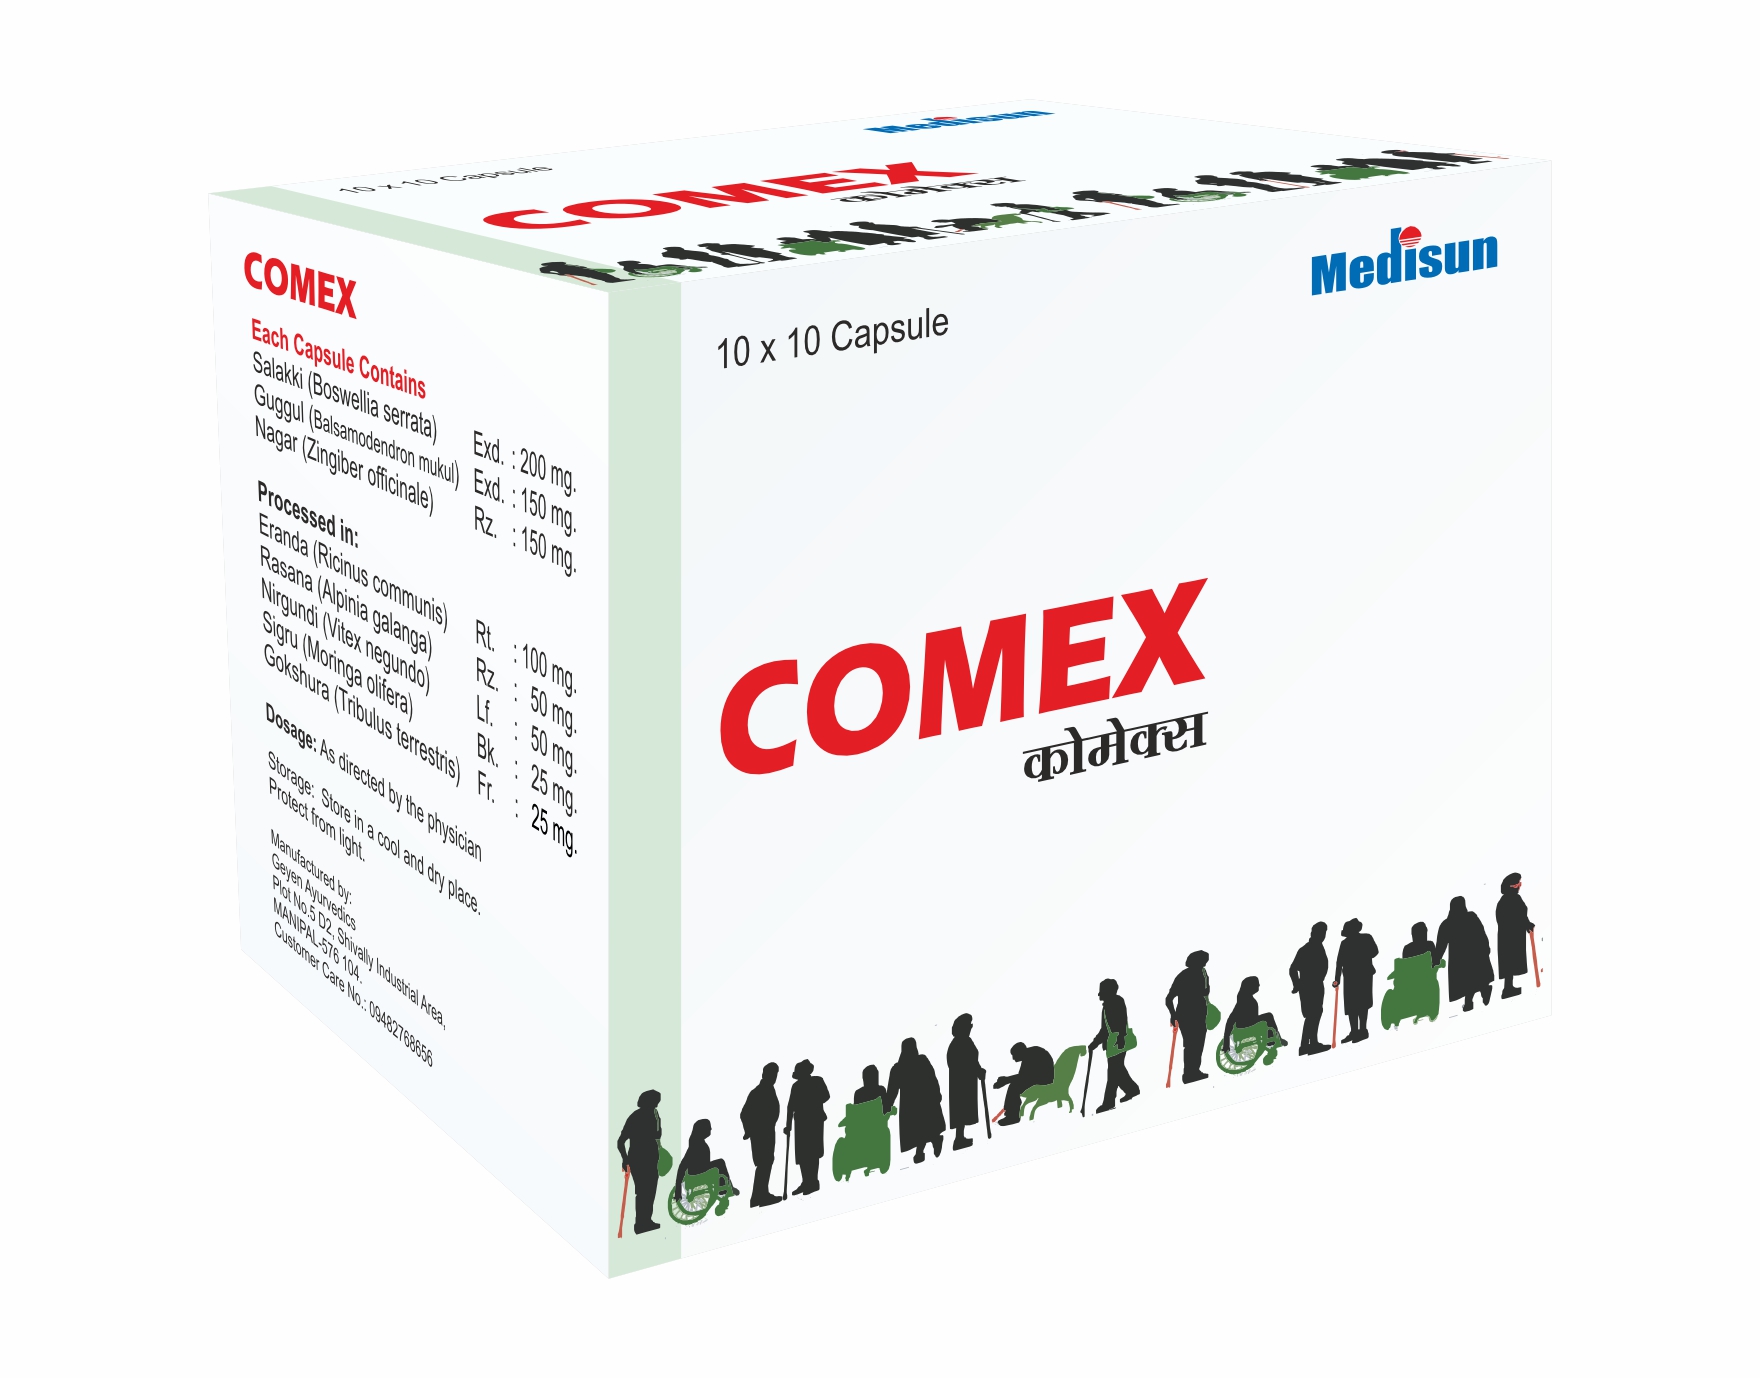 Medisun
10 x 10 Capsule
COMEX
कोमेक्स
COMEX
Each Capsule Contains
Salakki (Boswellia serrata) Exd. : 200 mg.
Guggul (Balsamodendron mukul) Exd. : 150 mg.
Nagar (Zingiber officinale) Rz. : 150 mg.
Processed in:
Eranda (Ricinus communis) Rt. : 100 mg.
Rasana (Alpinia galanga) Rz. : 50 mg.
Nirgundi (Vitex negundo) Lf. : 50 mg.
Sigru (Moringa olifera) Bk. : 25 mg.
Gokshura (Tribulus terrestris) Fr. : 25 mg.
Dosage: As directed by the physician
Storage: Store in a cool and dry place.
Protect from light.
Manufactured by:
Geyen Ayurvedics
Plot No.5 D2, Shivally Industrial Area,
MANIPAL-576 104.
Customer Care No.: 09482768656
Medisun
10 x 10 Capsule
COMEX
कोमेक्स